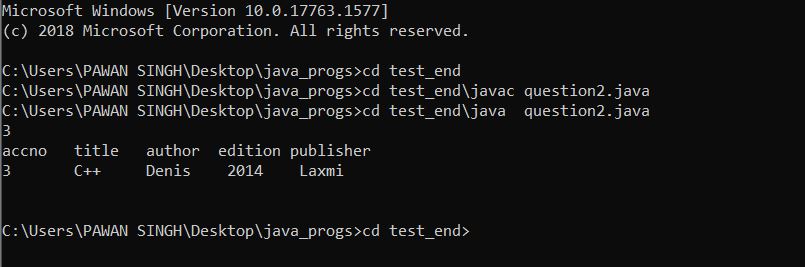 Microsoft Windows [Version 10.0.17763.1577]
(c) 2018 Microsoft Corporation. All rights reserved.
C:\Users\PAWAN SINGH\Desktop\java_progs>cd test_end
C:\Users\PAWAN SINGH\Desktop\java_progs>cd test_end\javac question2.java
C:\Users\PAWAN SINGH\Desktop\java_progs>cd test_end\java  question2.java
3
accno   title   author  edition publisher
3       C++     Denis    2014    Laxmi
C:\Users\PAWAN SINGH\Desktop\java_progs>cd test_end>